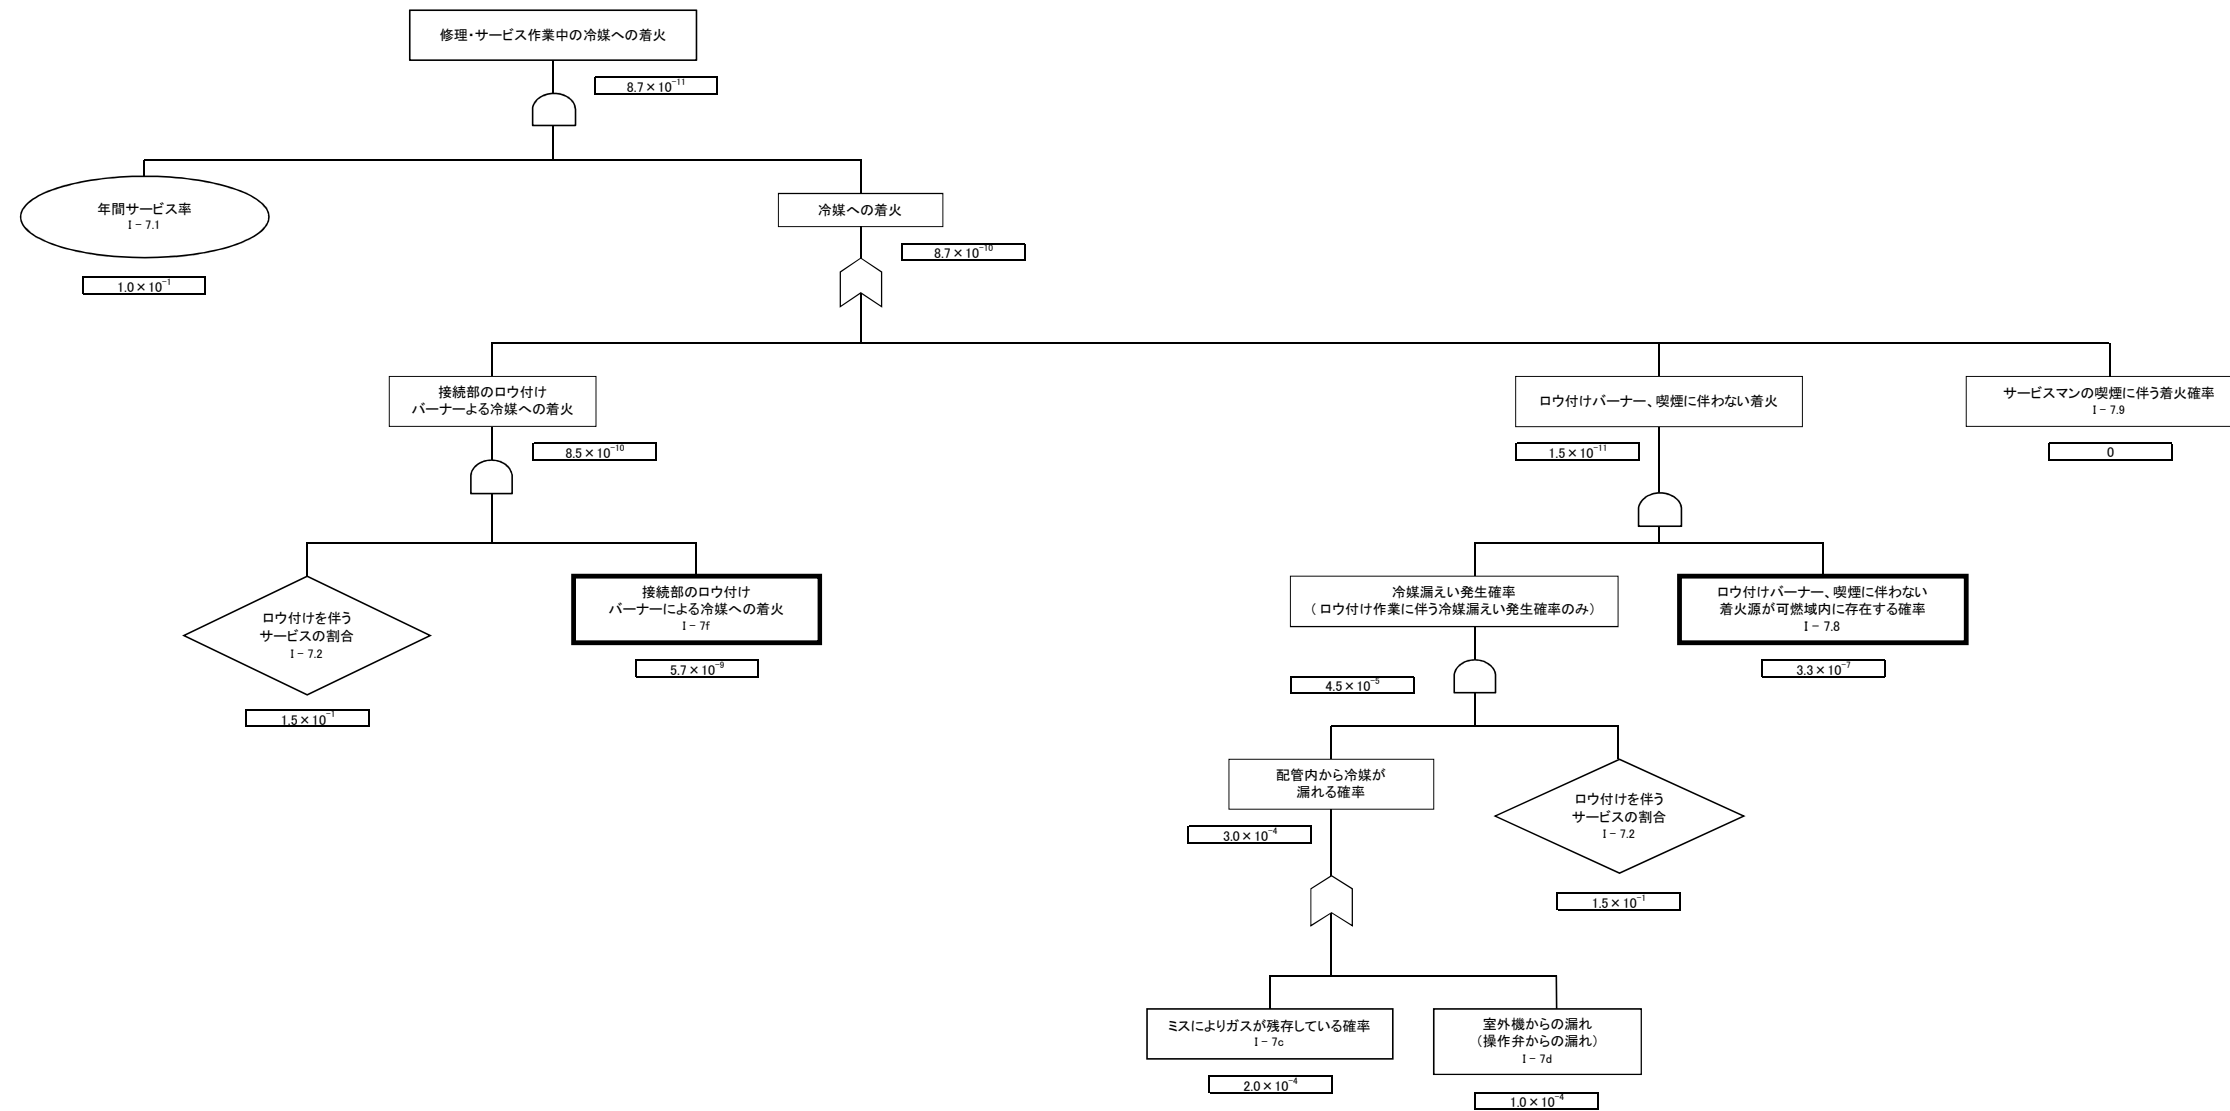 修理・サービス作業中の冷媒への着火
8.7×10⁻¹¹
年間サービス率
I－7.1
1.0×10⁻¹
冷媒への着火
8.7×10⁻¹⁰
接続部のロウ付け
バーナーよる冷媒への着火
8.5×10⁻¹⁰
ロウ付けバーナー、喫煙に伴わない着火
1.5×10⁻¹¹
サービスマンの喫煙に伴う着火確率
I－7.9
0
ロウ付けを伴う
サービスの割合
I－7.2
1.5×10⁻¹
接続部のロウ付け
バーナーによる冷媒への着火
I－7f
5.7×10⁻⁹
冷媒漏えい発生確率
（ロウ付け作業に伴う冷媒漏えい発生確率のみ）
4.5×10⁻⁵
ロウ付けバーナー、喫煙に伴わない
着火源が可燃域内に存在する確率
I－7.8
3.3×10⁻⁷
配管内から冷媒が
漏れる確率
3.0×10⁻⁴
ロウ付けを伴う
サービスの割合
I－7.2
1.5×10⁻¹
ミスによりガスが残存している確率
I－7c
2.0×10⁻⁴
室外機からの漏れ
（操作弁からの漏れ）
I－7d
1.0×10⁻⁴